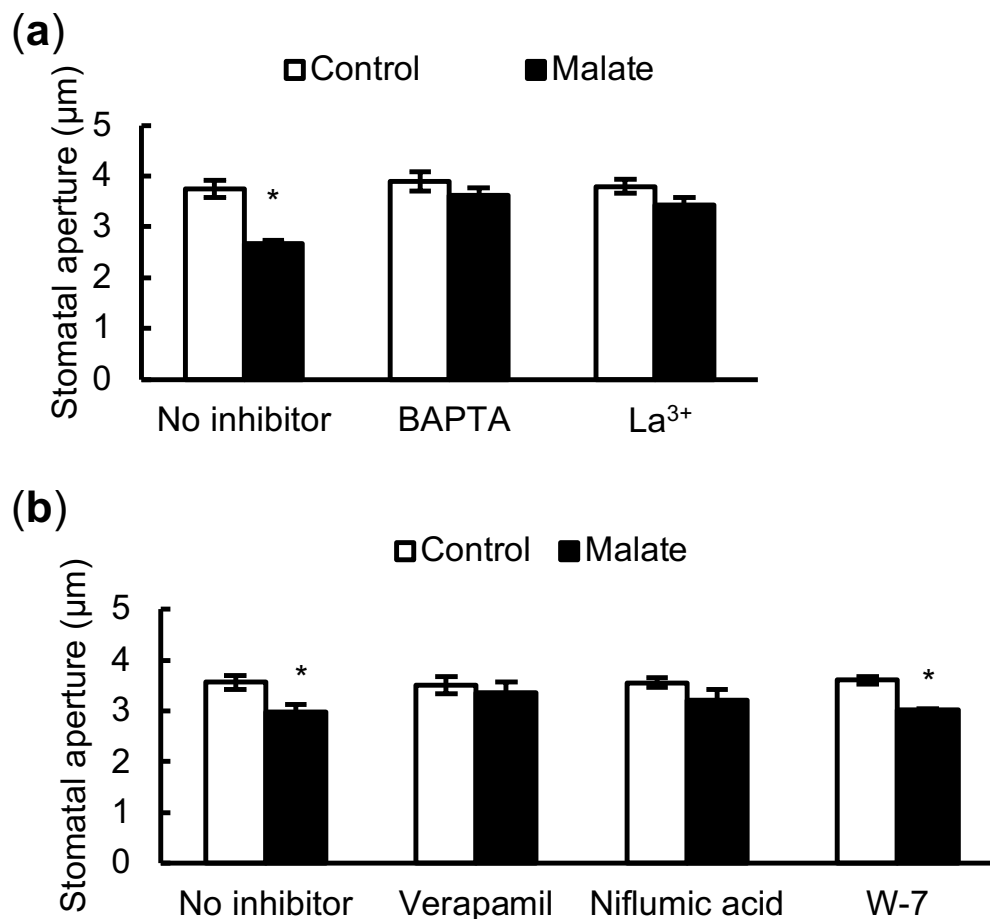 (a)
Control Malate
Stomatal aperture (µm)
5
4
3
2
1
0
*
No inhibitor BAPTA La³⁺
(b)
Control Malate
Stomatal aperture (µm)
5
4
3
2
1
0
* *
No inhibitor Verapamil Niflumic acid W-7